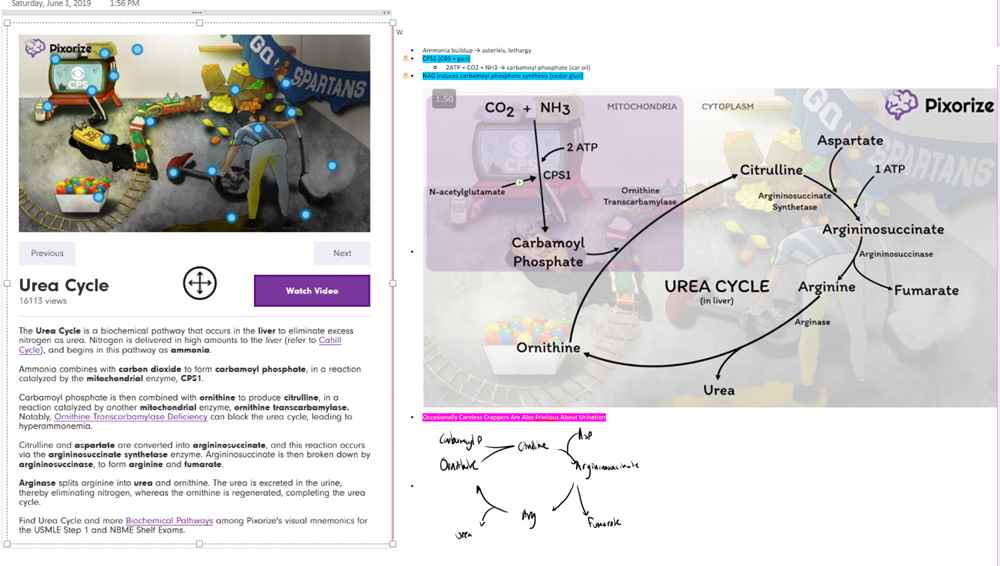 Saturday, June 1, 2019 1:56 PM
Pixorize
GO
SPARTANS
CPS
Previous
Next
Urea Cycle
16113 views
Watch Video
The Urea Cycle is a biochemical pathway that occurs in the liver to eliminate excess
nitrogen as urea. Nitrogen is delivered in high amounts to the liver (refer to Cahill
Cycle), and begins in this pathway as ammonia.
Ammonia combines with carbon dioxide to form carbamoyl phosphate, in a reaction
catalyzed by the mitochondrial enzyme, CPS1.
Carbamoyl phosphate is then combined with ornithine to produce citrulline, in a
reaction catalyzed by another mitochondrial enzyme, ornithine transcarbamylase.
Notably, Ornithine Transcarbamylase Deficiency can block the urea cycle, leading to
hyperammonemia.
Citrulline and aspartate are converted into argininosuccinate, and this reaction occurs
via the argininosuccinate synthetase enzyme. Argininosuccinate is then broken down by
argininosuccinase, to form arginine and fumarate.
Arginase splits arginine into urea and ornithine. The urea is excreted in the urine,
thereby eliminating nitrogen, whereas the ornithine is regenerated, completing the urea
cycle.
Find Urea Cycle and more Biochemical Pathways among Pixorize's visual mnemonics for
the USMLE Step 1 and NBME Shelf Exams.
W
Ammonia buildup → asterixis, lethargy
CPS1 (CBS + gun)
2ATP + CO2 + NH3 → carbamoyl phosphate (car oil)
NAG induces carbamoyl phosphate synthesis
1:50
CO2 + NH3
MITOCHONDRIA
CYTOPLASM
Pixorize
SPARTANS
2 ATP
CPS1
CPS
N-acetylglutamate
Carbamoyl
Phosphate
Ornithine
Transcarbamylase
Citrulline
Aspartate
1 ATP
Argininosuccinate
Synthetase
Argininosuccinate
Argininosuccinase
Fumarate
Arginine
UREA CYCLE
(in liver)
Arginase
Ornithine
Urea
Occasionally Careless Crappers Are Also Frivilous About Urination
Carbamoyl P
Ornithine
Citrulline
Asp
Argininosuccinate
Arg
Fumarate
Urea